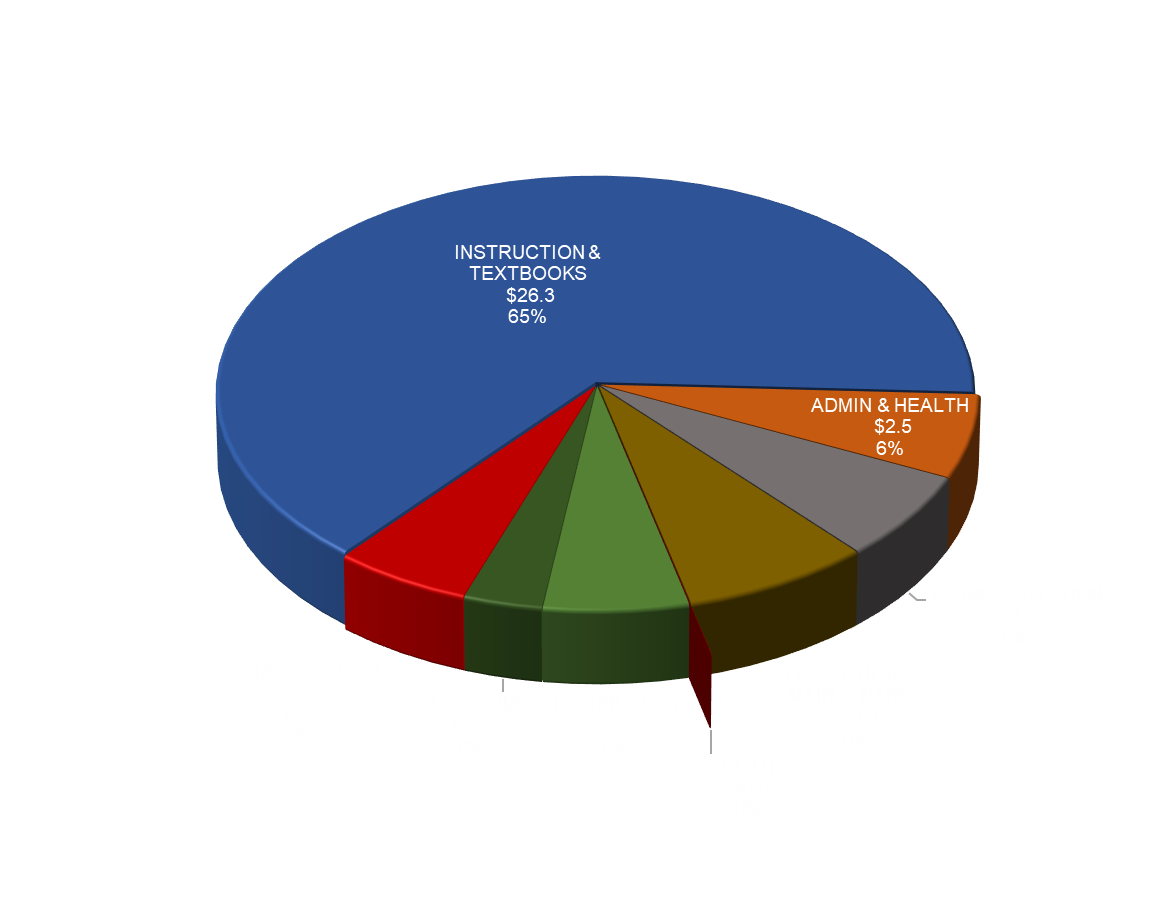 INSTRUCTION &
TEXTBOOKS
$26.3
65%
ADMIN & HEALTH
$2.5
6%